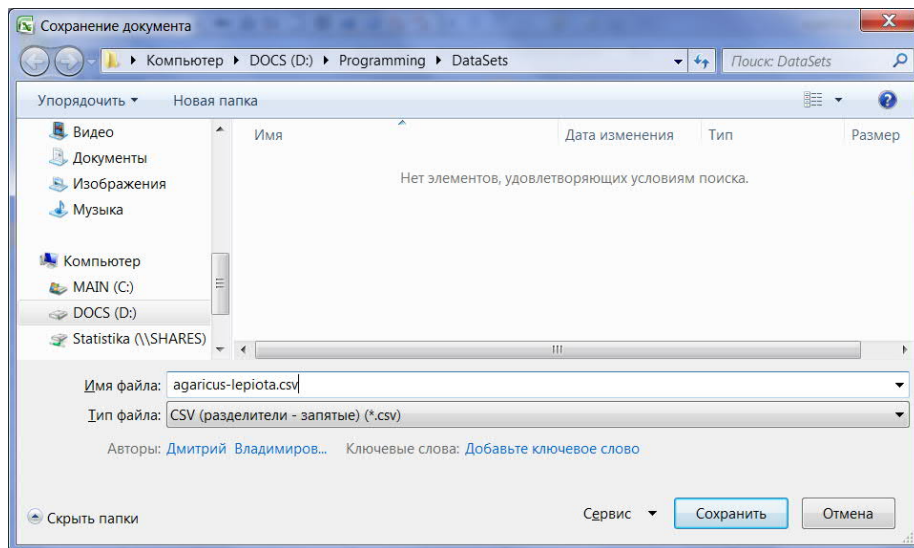 Сохранение документа
Компьютер DOCS (D:) Programming DataSets
Поиск: DataSets
Упорядочить Новая папка
Имя Дата изменения Тип Размер
Нет элементов, удовлетворяющих условиям поиска.
Видео
Документы
Изображения
Музыка
Компьютер
MAIN (C:)
DOCS (D:)
Statistika (\\SHARES)
Имя файла: agaricus-lepiota.csv
Тип файла: CSV (разделители - запятые) (*.csv)
Авторы: Дмитрий Владимиров... Ключевые слова: Добавьте ключевое слово
Скрыть папки
Сервис Сохранить Отмена